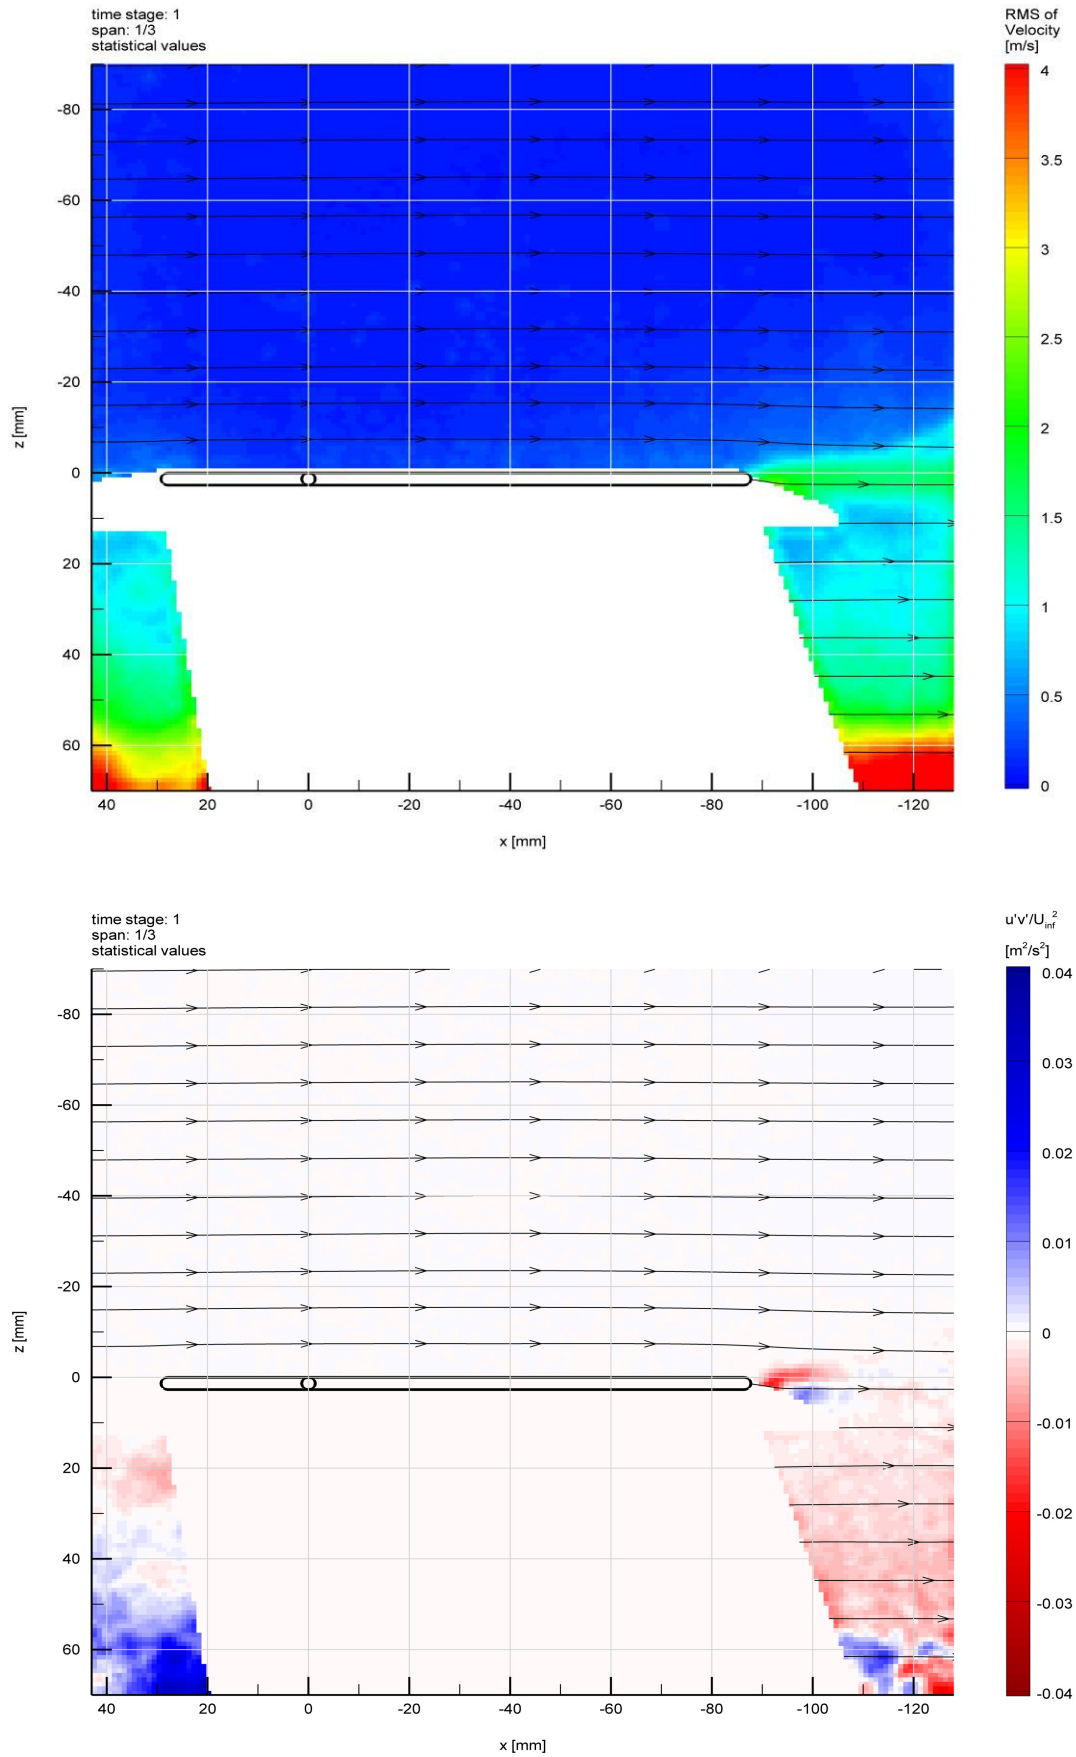 time stage: 1
span: 1/3
statistical values
RMS of
Velocity
[m/s]
4
3.5
3
2.5
2
1.5
1
0.5
0
-80
-60
-40
-20
0
20
40
60
z [mm]
40 20 0 -20 -40 -60 -80 -100 -120
x [mm]
time stage: 1
span: 1/3
statistical values
u'v'/U_inf^2
[m²/s²]
0.04
0.03
0.02
0.01
0
-0.01
-0.02
-0.03
-0.04
-80
-60
-40
-20
0
20
40
60
z [mm]
40 20 0 -20 -40 -60 -80 -100 -120
x [mm]